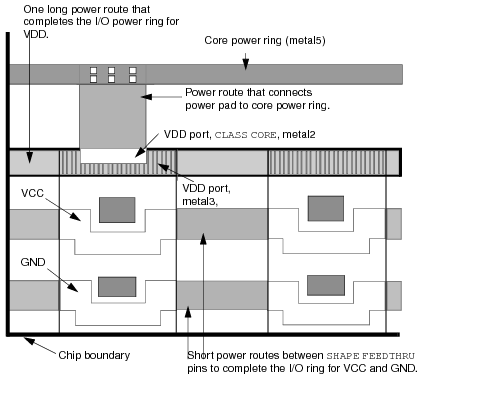 One long power route that
completes the I/O power ring for
VDD.
Core power ring (metal5)
Power route that connects
power pad to core power ring.
VDD port, CLASS CORE, metal2
VDD port,
metal3,
VCC
GND
Chip boundary
Short power routes between SHAPE FEEDTHRU
pins to complete the I/O ring for VCC and GND.